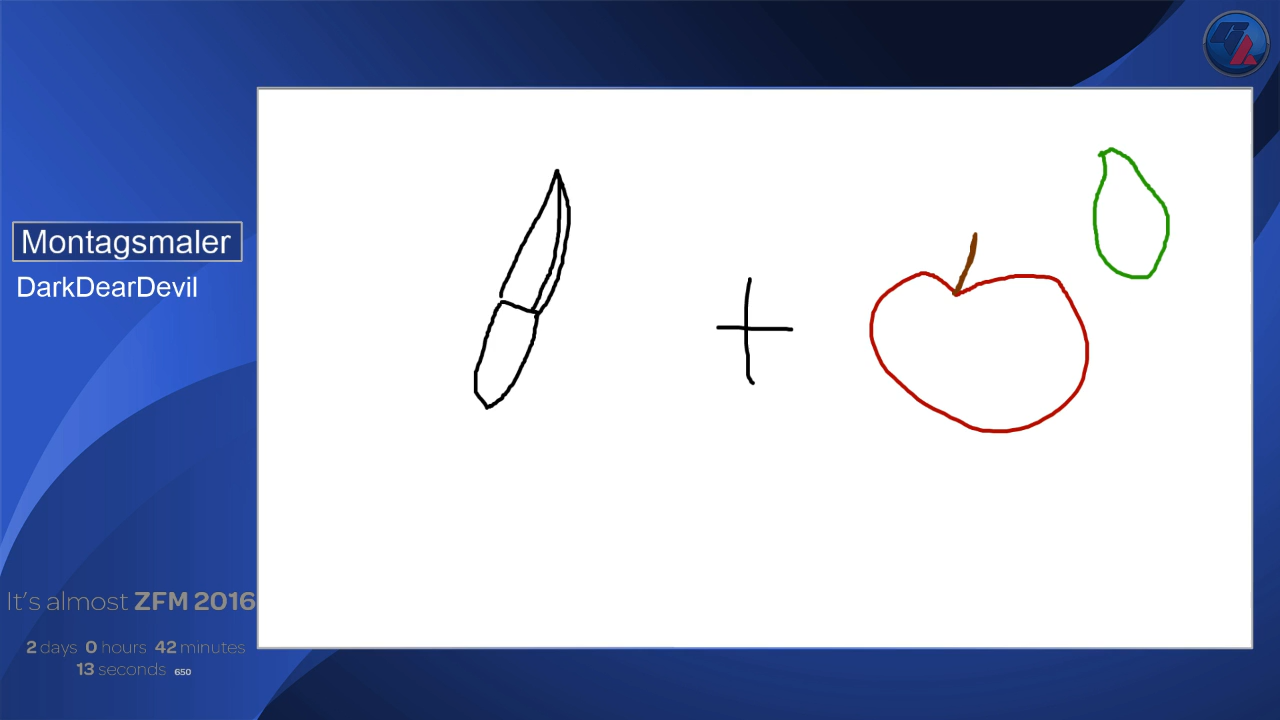 Montagsmaler
DarkDearDevil
+
It's almost ZFM 2016
2 days 0 hours 42 minutes
13 seconds 650